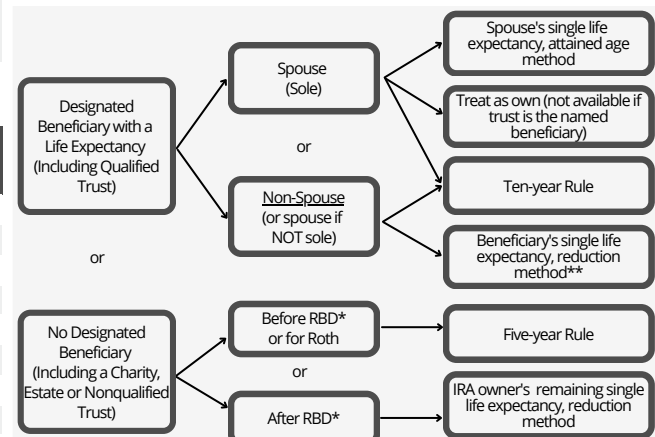 Designated
Beneficiary with a
Life Expectancy
(Including Qualified
Trust)
or
No Designated
Beneficiary
(Including a Charity,
Estate or Nonqualified
Trust)
Spouse
(Sole)
or
Non-Spouse
(or spouse if
NOT sole)
Before RBD*
or for Roth
or
After RBD*
Spouse's single life
expectancy, attained age
method
Treat as own (not available if
trust is the named
beneficiary)
Ten-year Rule
Beneficiary's single life
expectancy, reduction
method**
Five-year Rule
IRA owner's remaining single
life expectancy, reduction
method